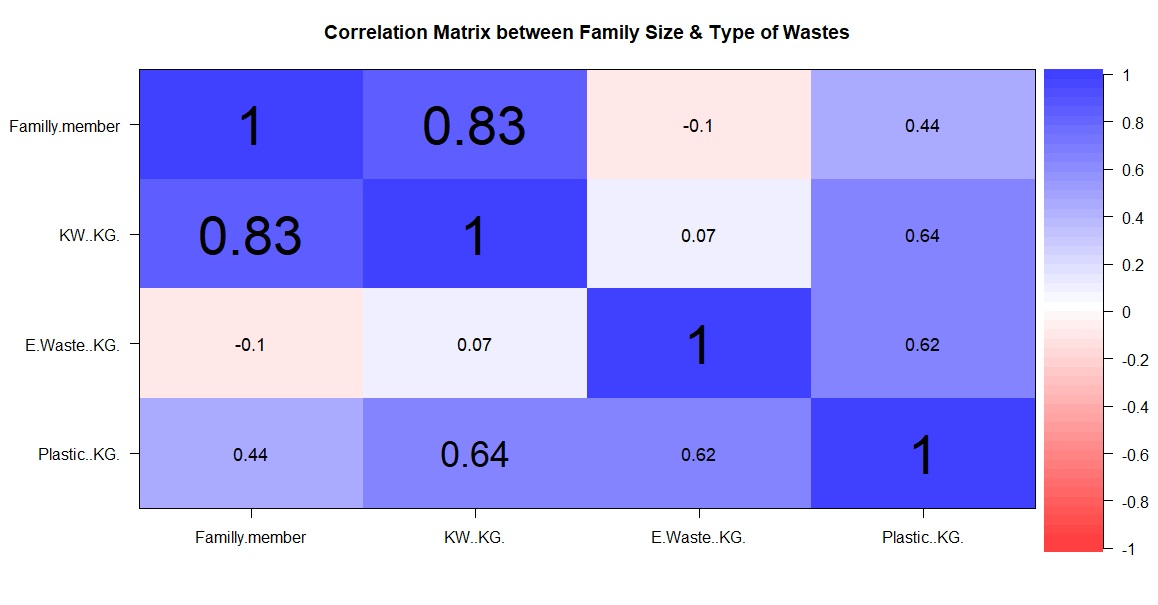 Correlation Matrix between Family Size & Type of Wastes
Familly.member 1 0.83 -0.1 0.44
KW..KG. 0.83 1 0.07 0.64
E.Waste..KG. -0.1 0.07 1 0.62
Plastic..KG. 0.44 0.64 0.62 1
Familly.member KW..KG. E.Waste..KG. Plastic..KG.
1
0.8
0.6
0.4
0.2
0
-0.2
-0.4
-0.6
-0.8
-1